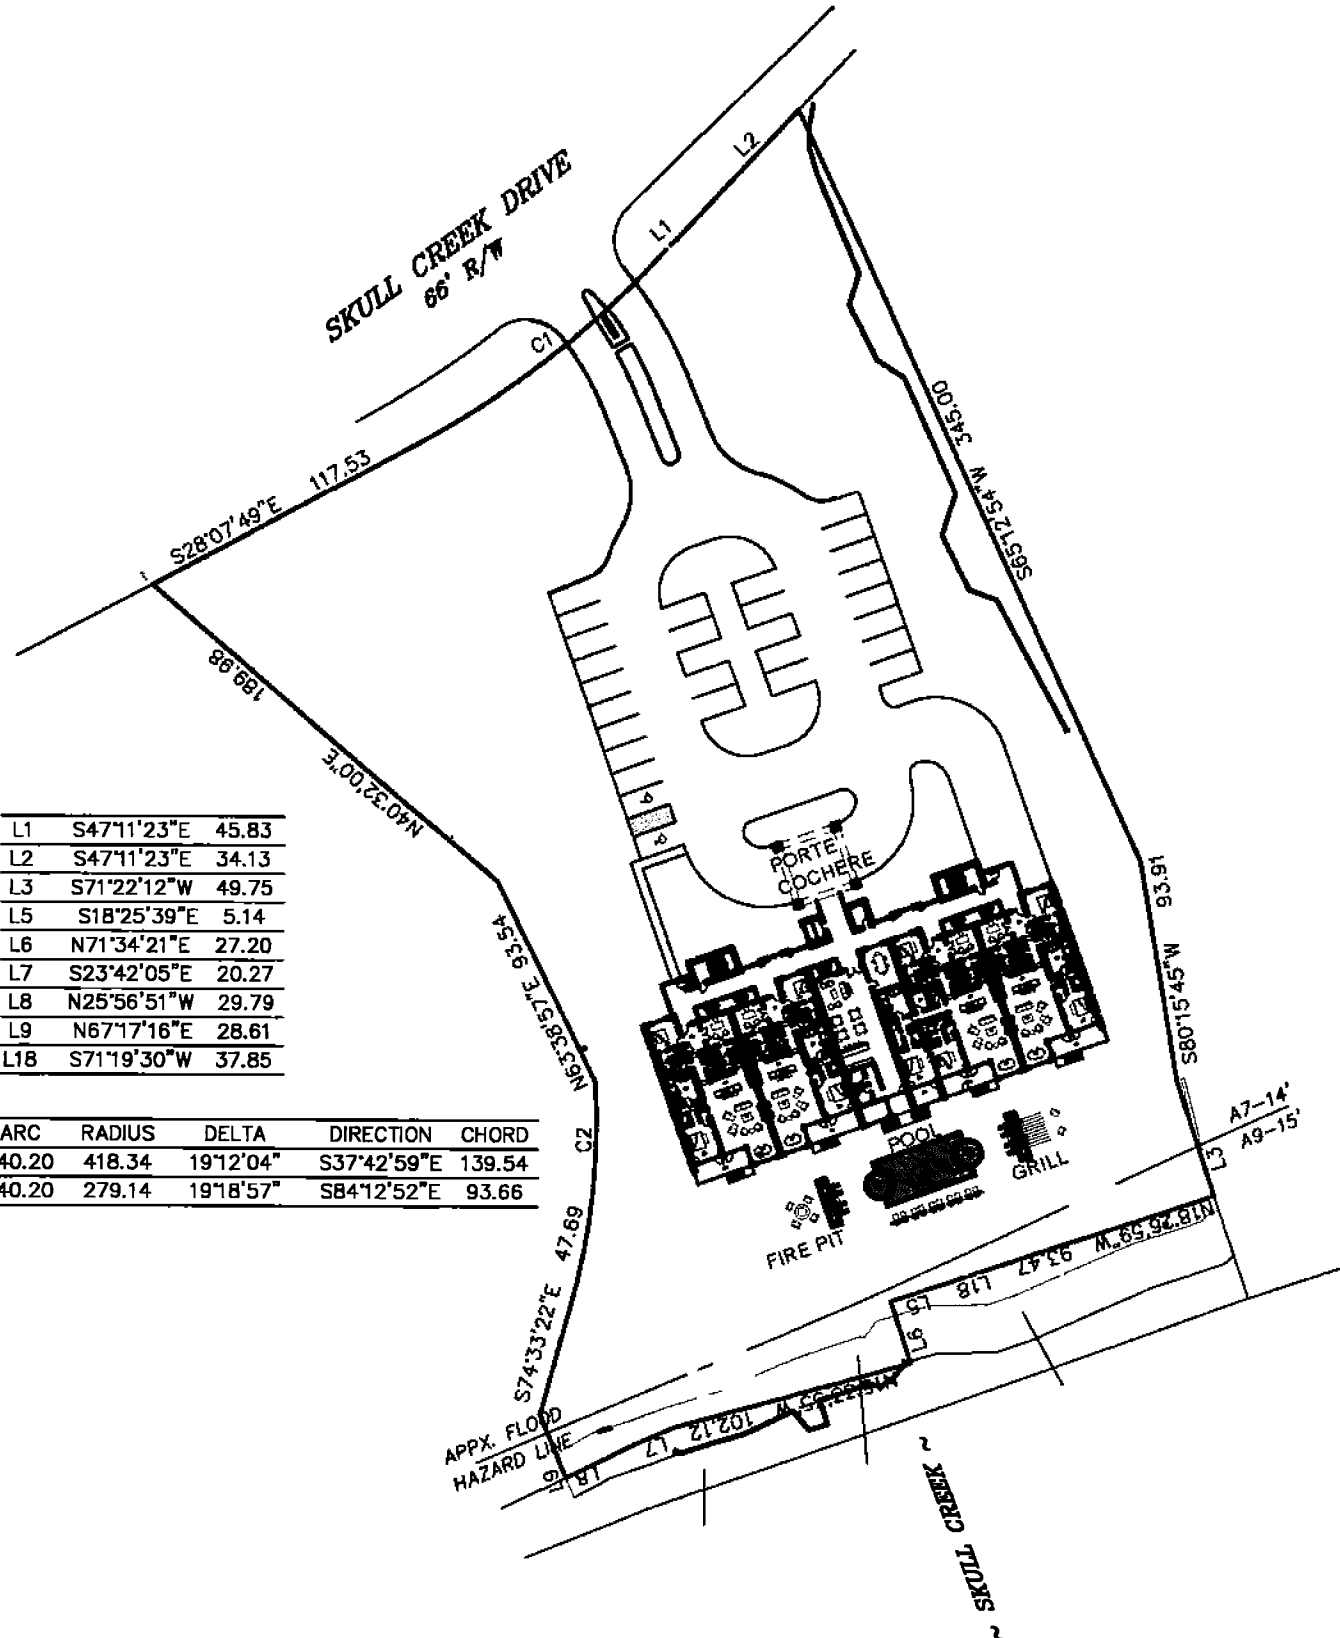 SKULL CREEK DRIVE
66' R/W
L2
L1
C1
117.53
S28°07'49"E
189.98
N40°32'00"E
345.00
S65°12'54"W
L1 S47°11'23"E 45.83
L2 S47°11'23"E 34.13
L3 S71°22'12"W 49.75
L5 S18°25'39"E 5.14
L6 N71°34'21"E 27.20
L7 S23°42'05"E 20.27
L8 N25°56'51"W 29.79
L9 N67°17'16"E 28.61
L18 S71°19'30"W 37.85
PORTE
COCHERE
93.91
S80°15'45"W
N63°38'57"E 93.54
ARC RADIUS DELTA DIRECTION CHORD
40.20 418.34 19°12'04" S37°42'59"E 139.54
40.20 279.14 19°18'57" S84°12'52"E 93.66
C2
A7-14'
A9-15'
L3
POOL
GRILL
FIRE PIT
S74°33'22"E 47.69
N18°26'59"W
93.47
L18
L5
L6
102.12
L7
L8
L9
APPX. FLOOD
HAZARD LINE
~ SKULL CREEK ~